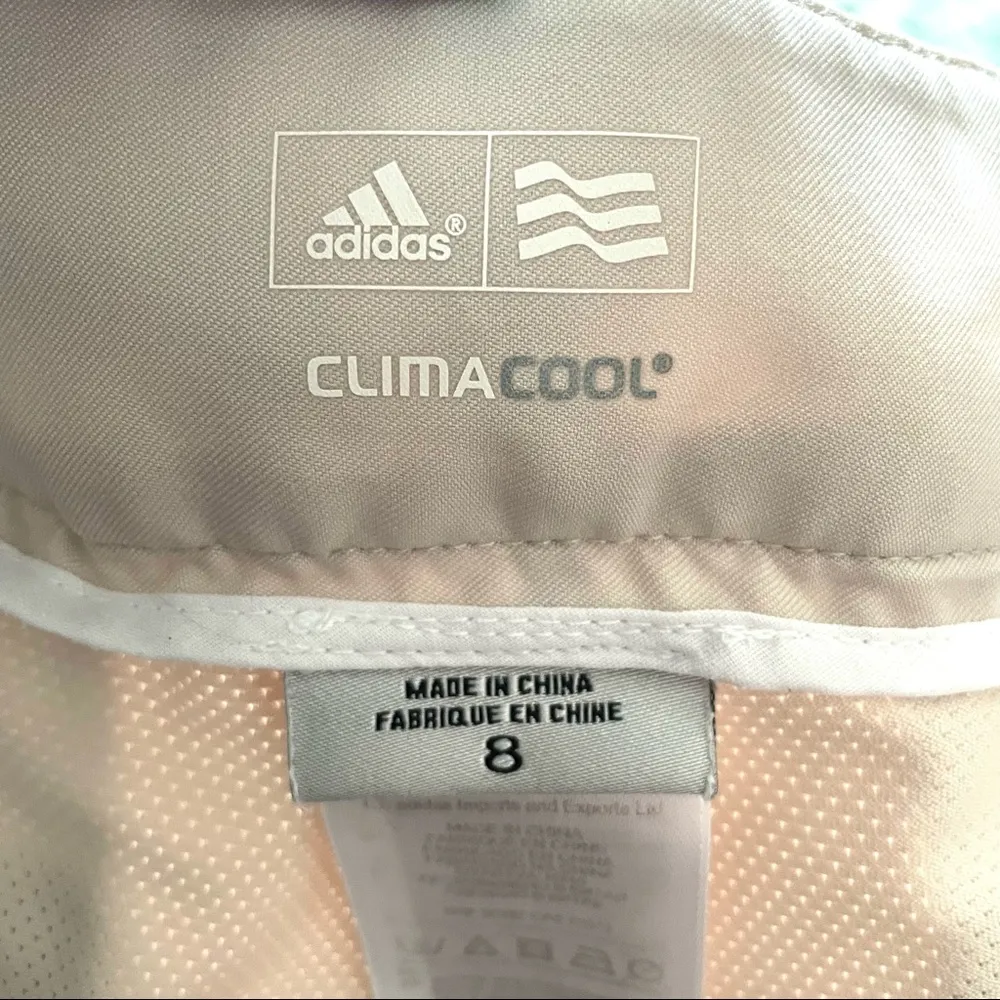 adidas®
CLIMACOOL®
MADE IN CHINA
FABRIQUE EN CHINE
8
adidas Imports and Exports Ltd
MADE IN CHINA